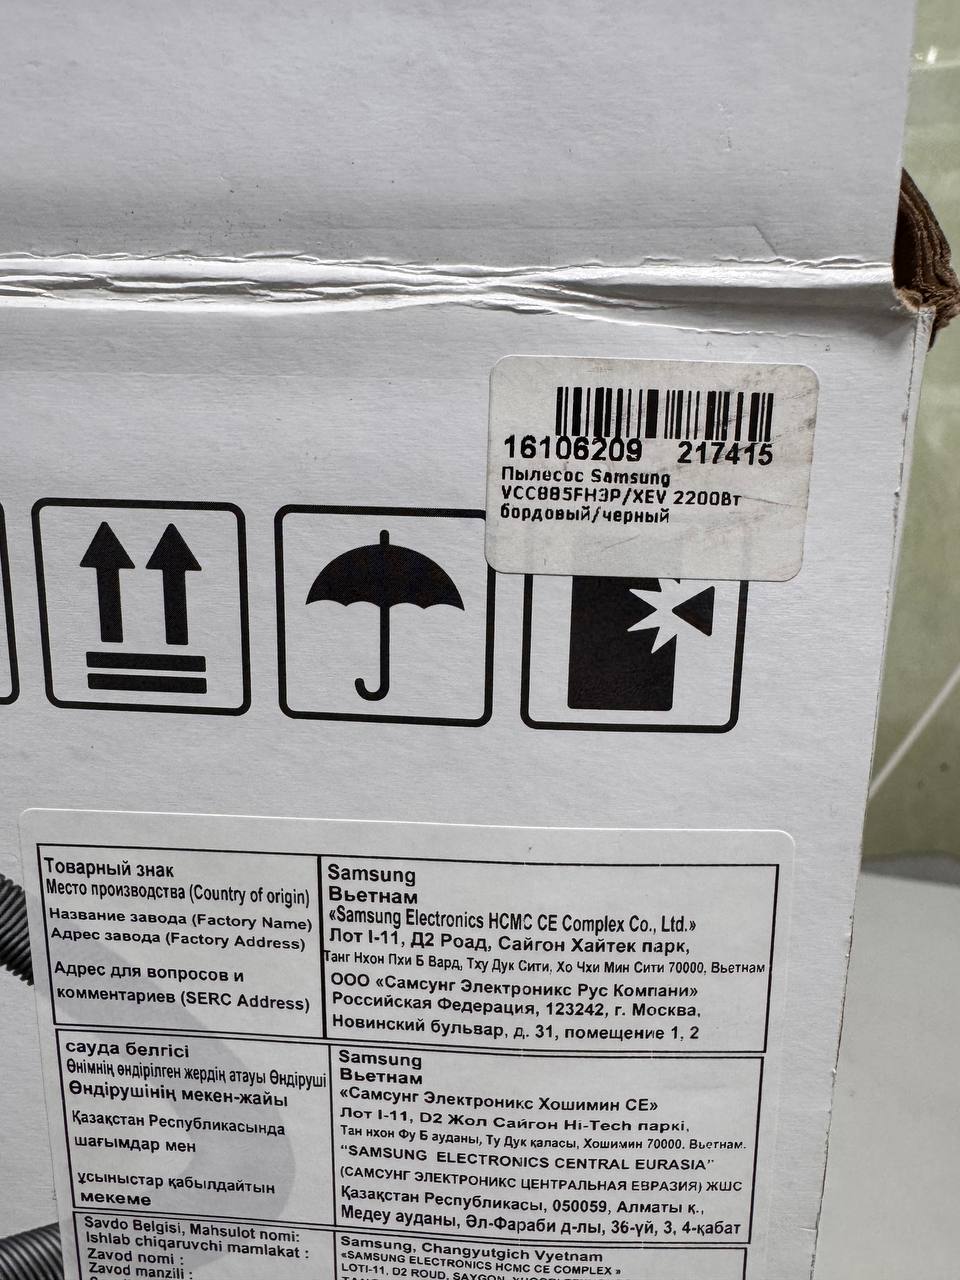 16106209 217415
Пылесос Samsung
VCC885FH3P/XEV 2200Вт
бордовый/черный
Товарный знак
Место производства (Country of origin)
Название завода (Factory Name)
Адрес завода (Factory Address)
Адрес для вопросов и
комментариев (SERC Address)
Samsung
Вьетнам
«Samsung Electronics HCMC CE Complex Co., Ltd.»
Лот I-11, Д2 Роад, Сайгон Хайтек парк,
Танг Нхон Пхи Б Вард, Тху Дук Сити, Хо Чхи Мин Сити 70000, Вьетнам
ООО «Самсунг Электроникс Рус Компани»
Российская Федерация, 123242, г. Москва,
Новинский бульвар, д. 31, помещение 1, 2
сауда белгісі
Өнімнің өндірілген жердің атауы Өндіруші
Өндірушінің мекен-жайы
Қазақстан Республикасында
шағымдар мен
ұсыныстар қабылдайтын
мекеме
Samsung
Вьетнам
«Самсунг Электроникс Хошимин СЕ»
Лот I-11, D2 Жол Сайгон Hi-Tech паркі,
Тан нхон Фу Б ауданы, Ту Дук қаласы, Хошимин 70000. Вьетнам.
"SAMSUNG ELECTRONICS CENTRAL EURASIA"
(САМСУНГ ЭЛЕКТРОНИКС ЦЕНТРАЛЬНАЯ ЕВРАЗИЯ) ЖШС
Қазақстан Республикасы, 050059, Алматы қ.,
Медеу ауданы, Әл-Фараби д-лы, 36-үй, 3, 4-қабат
Savdo Belgisi, Mahsulot nomi:
Ishlab chiqaruvchi mamlakat :
Zavod nomi :
Zavod manzili :
Samsung, Changyutgich Vyetnam
«SAMSUNG ELECTRONICS HCMC CE COMPLEX »
LOTI-11, D2 ROUD, SAYGON